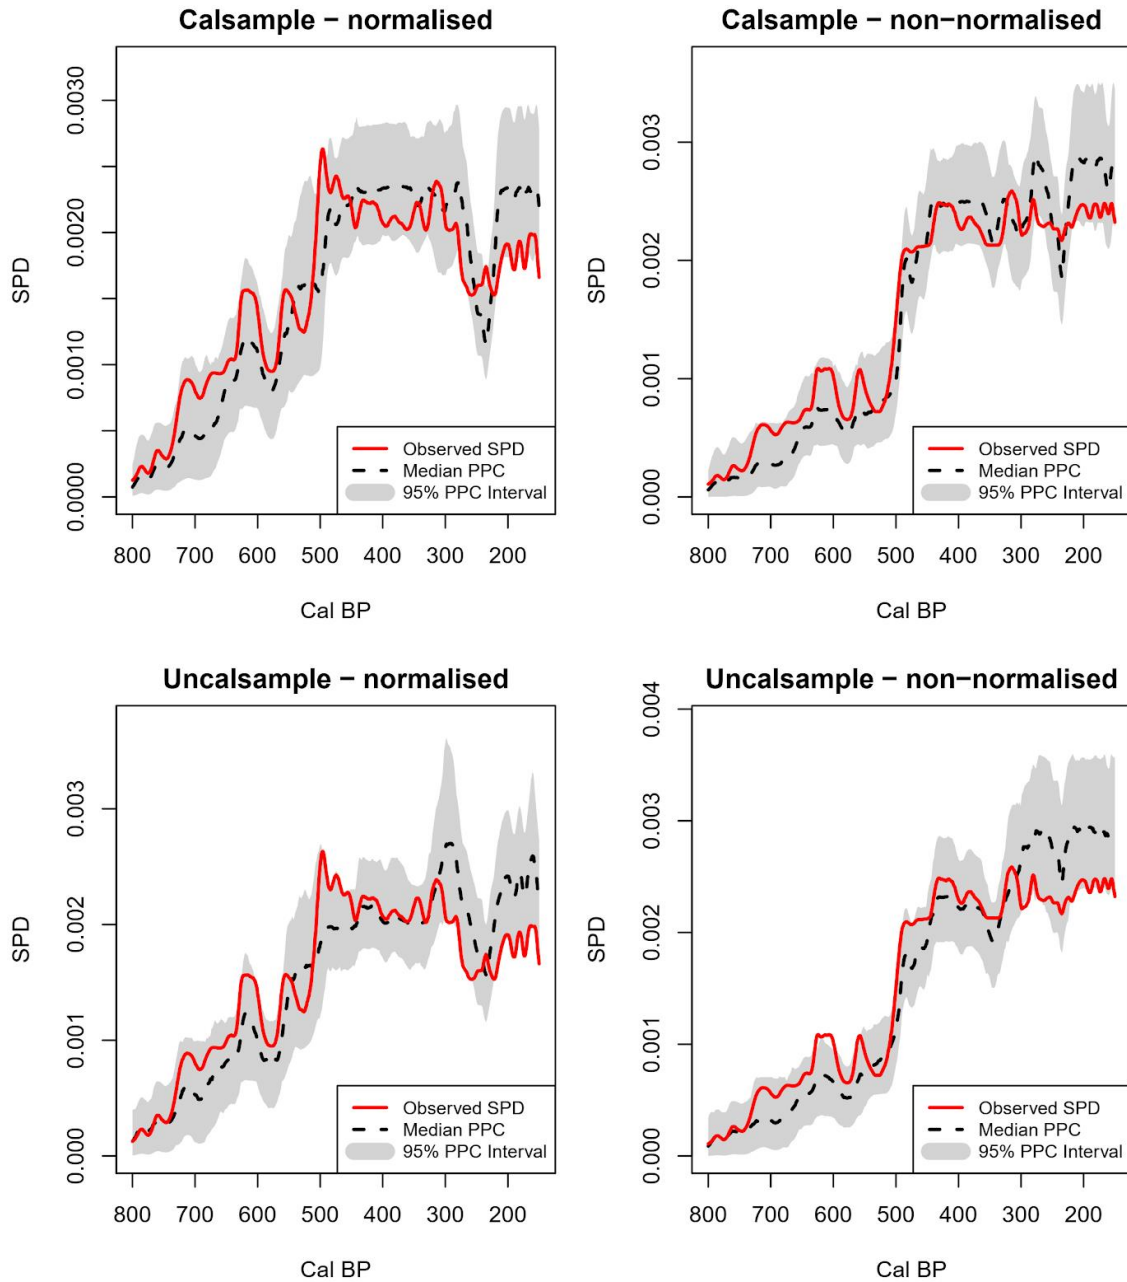 Calsample − normalised
SPD
0.0000 0.0010 0.0020 0.0030
Observed SPD
Median PPC
95% PPC Interval
800 700 600 500 400 300 200
Cal BP
Calsample − non−normalised
SPD
0.000 0.001 0.002 0.003
Observed SPD
Median PPC
95% PPC Interval
800 700 600 500 400 300 200
Cal BP
Uncalsample − normalised
SPD
0.000 0.001 0.002 0.003
Observed SPD
Median PPC
95% PPC Interval
800 700 600 500 400 300 200
Cal BP
Uncalsample − non−normalised
SPD
0.000 0.001 0.002 0.003 0.004
Observed SPD
Median PPC
95% PPC Interval
800 700 600 500 400 300 200
Cal BP